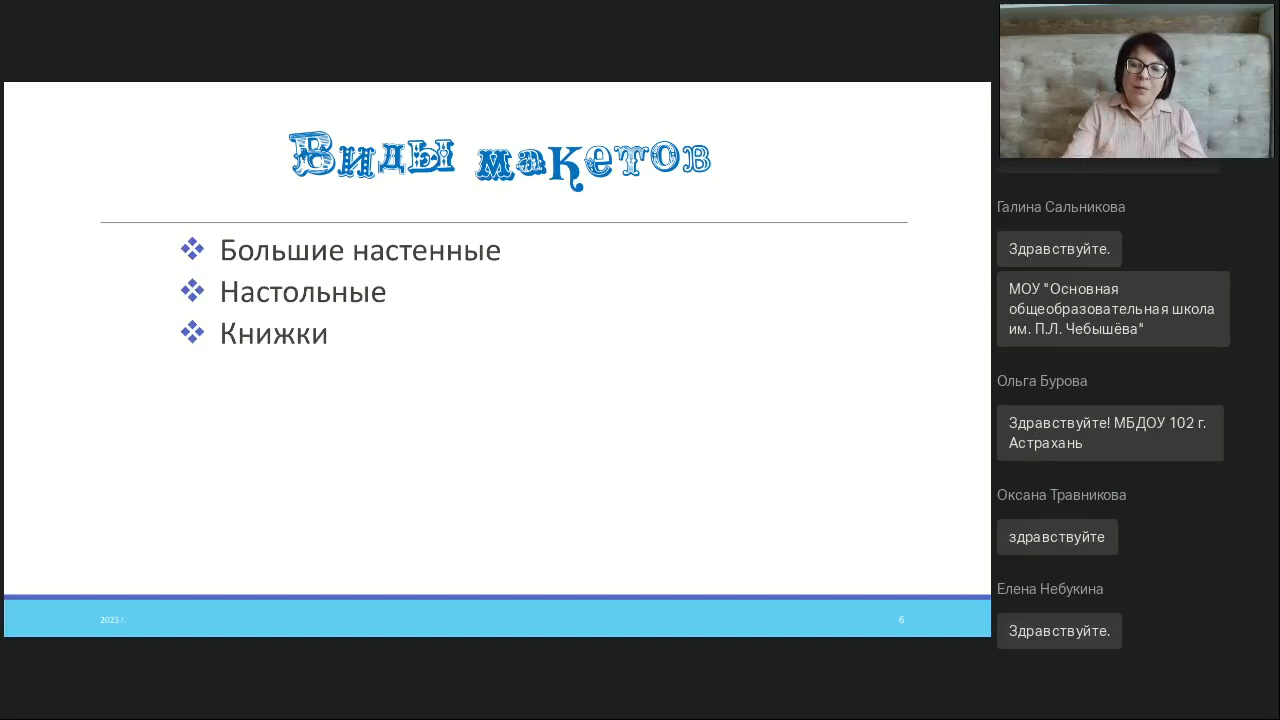 Виды макетов
Большие настенные
Настольные
Книжки
2023 г.
6
Галина Сальникова
Здравствуйте.
МОУ "Основная
общеобразовательная школа
им. П.Л. Чебышёва"
Ольга Бурова
Здравствуйте! МБДОУ 102 г.
Астрахань
Оксана Травникова
здравствуйте
Елена Небукина
Здравствуйте.